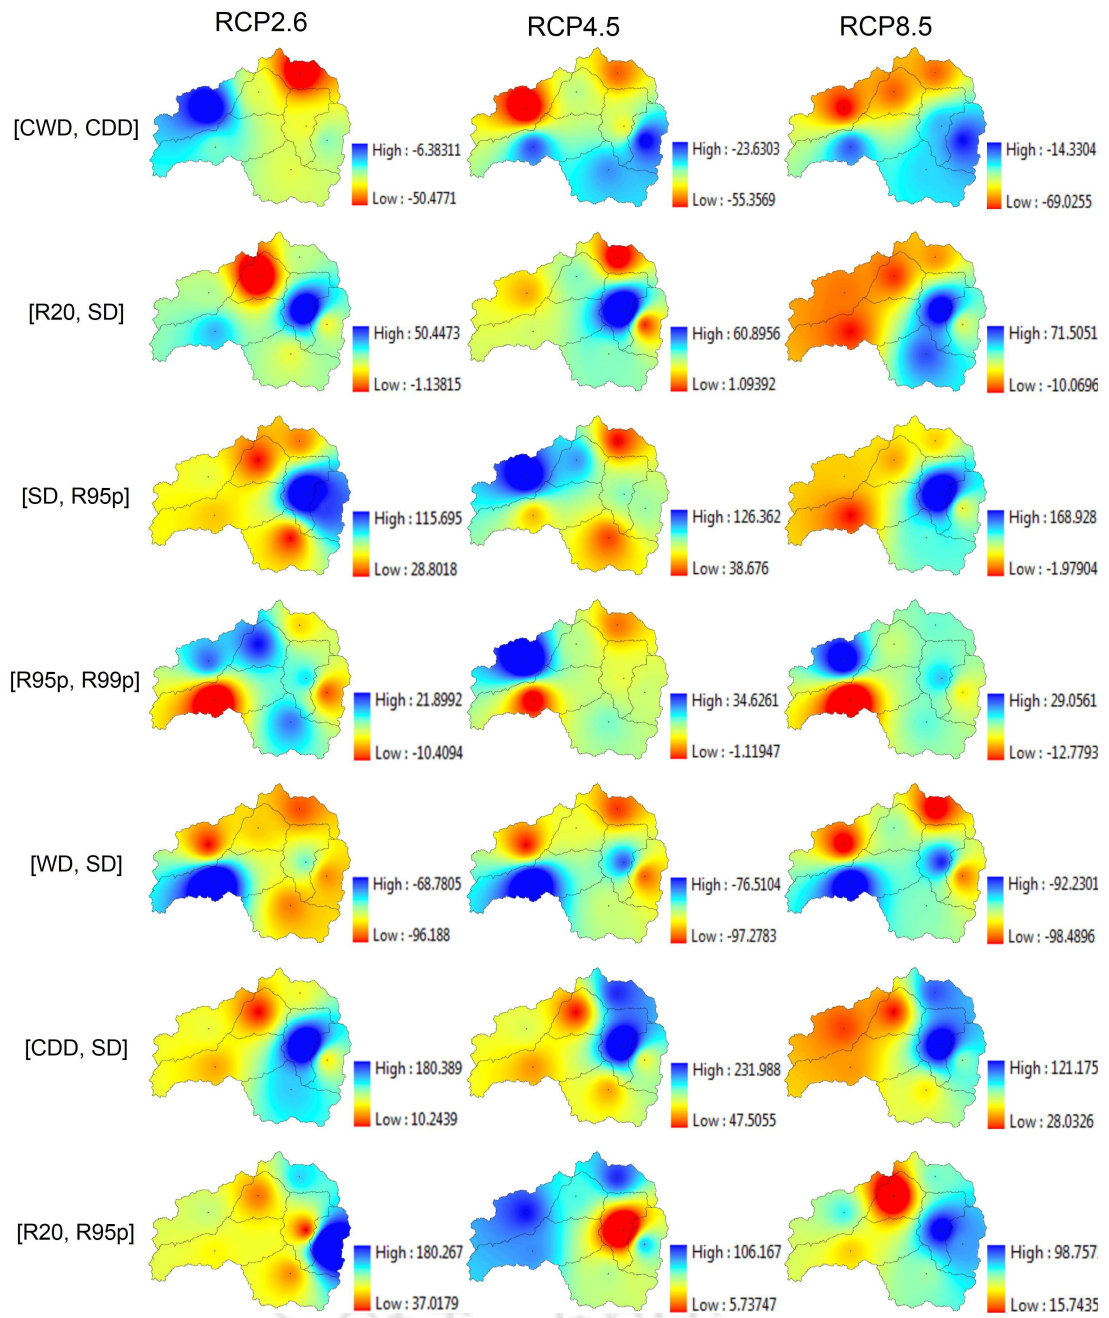 RCP2.6 RCP4.5 RCP8.5
[CWD, CDD]
High : -6.38311
Low : -50.4771
High : -23.6303
Low : -55.3569
High : -14.3304
Low : -69.0255
[R20, SD]
High : 50.4473
Low : -1.13815
High : 60.8956
Low : 1.09392
High : 71.5051
Low : -10.0696
[SD, R95p]
High : 115.695
Low : 28.8018
High : 126.362
Low : 38.676
High : 168.928
Low : -1.97904
[R95p, R99p]
High : 21.8992
Low : -10.4094
High : 34.6261
Low : -1.11947
High : 29.0561
Low : -12.7793
[WD, SD]
High : -68.7805
Low : -96.188
High : -76.5104
Low : -97.2783
High : -92.2301
Low : -98.4896
[CDD, SD]
High : 180.389
Low : 10.2439
High : 231.988
Low : 47.5055
High : 121.175
Low : 28.0326
[R20, R95p]
High : 180.267
Low : 37.0179
High : 106.167
Low : 5.73747
High : 98.757
Low : 15.7435